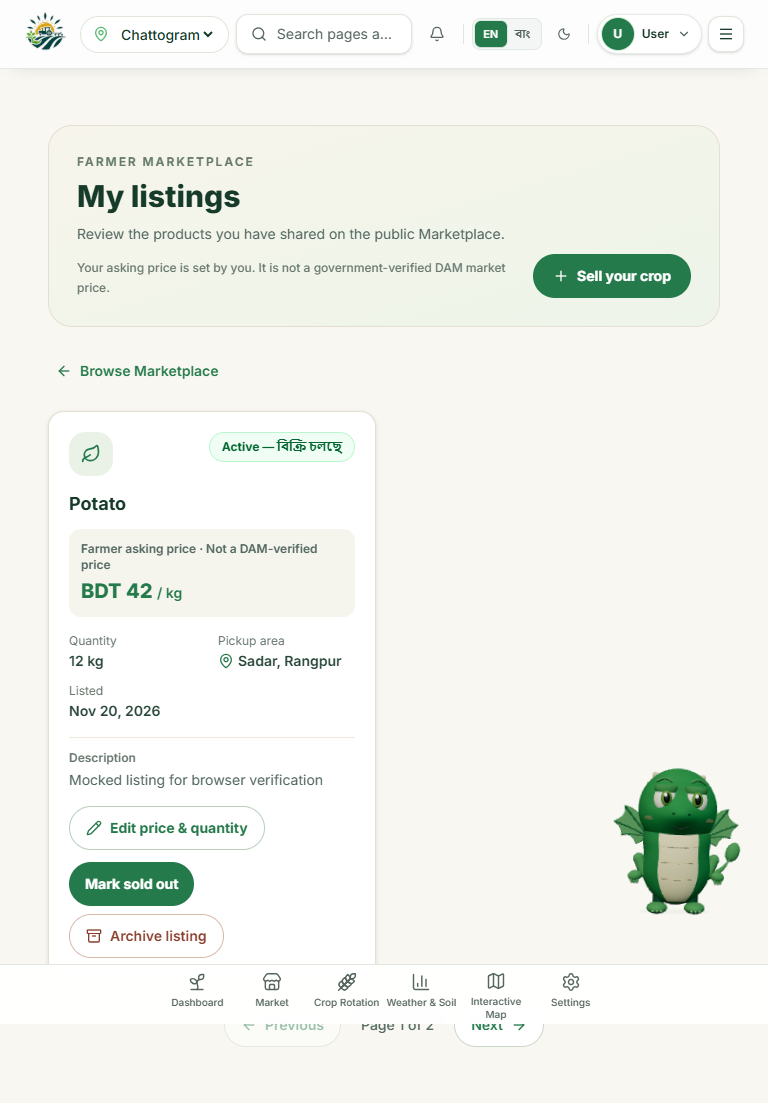 Chattogram
Search pages a...
EN
বাং
U
User
FARMER MARKETPLACE
My listings
Review the products you have shared on the public Marketplace.
Your asking price is set by you. It is not a government-verified DAM market
price.
Sell your crop
Browse Marketplace
Active — বিক্রি চলছে
Potato
Farmer asking price · Not a DAM-verified
price
BDT 42 / kg
Quantity
Pickup area
12 kg
Sadar, Rangpur
Listed
Nov 20, 2026
Description
Mocked listing for browser verification
Edit price & quantity
Mark sold out
Archive listing
Dashboard
Market
Crop Rotation
Weather & Soil
Interactive
Map
Settings
Previous
Page 1 of 2
Next